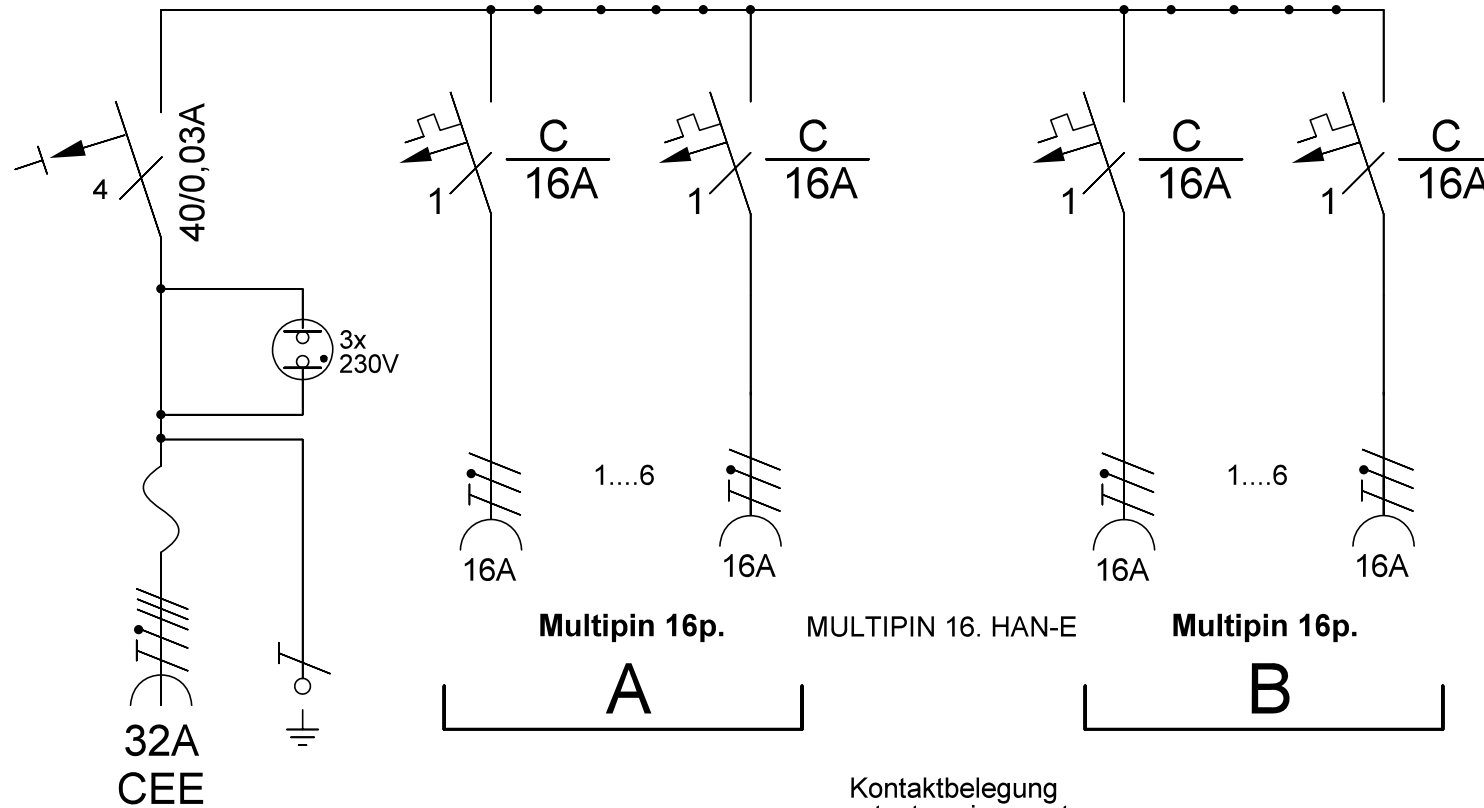 40/0,03A
4
C
16A
1
C
16A
1
C
16A
1
C
16A
1
3x
230V
1....6
1....6
16A
16A
16A
16A
Multipin 16p.
MULTIPIN 16. HAN-E
Multipin 16p.
A
B
32A
CEE
Kontaktbelegung